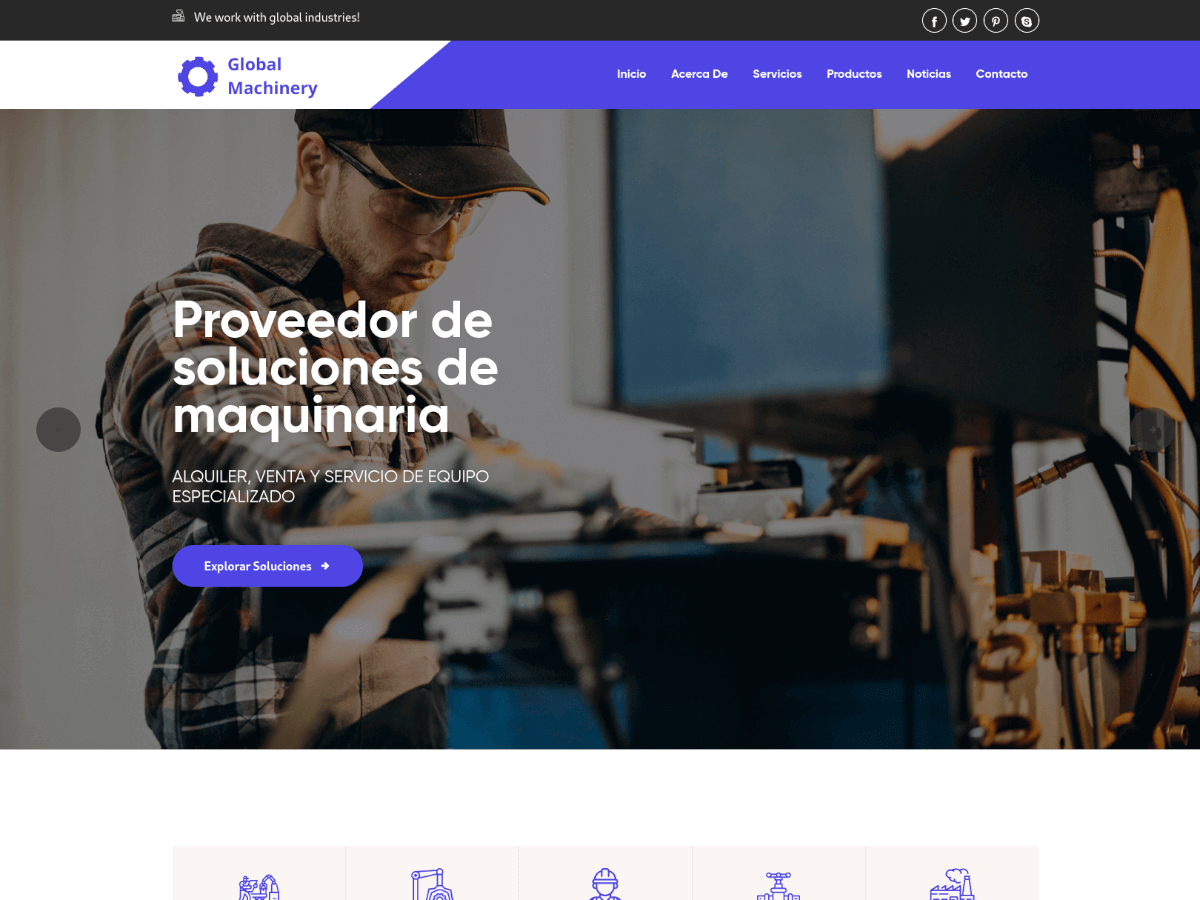 We work with global industries!
Global
Machinery
Inicio
Acerca De
Servicios
Productos
Noticias
Contacto
Proveedor de
soluciones de
maquinaria
ALQUILER, VENTA Y SERVICIO DE EQUIPO
ESPECIALIZADO
Explorar Soluciones